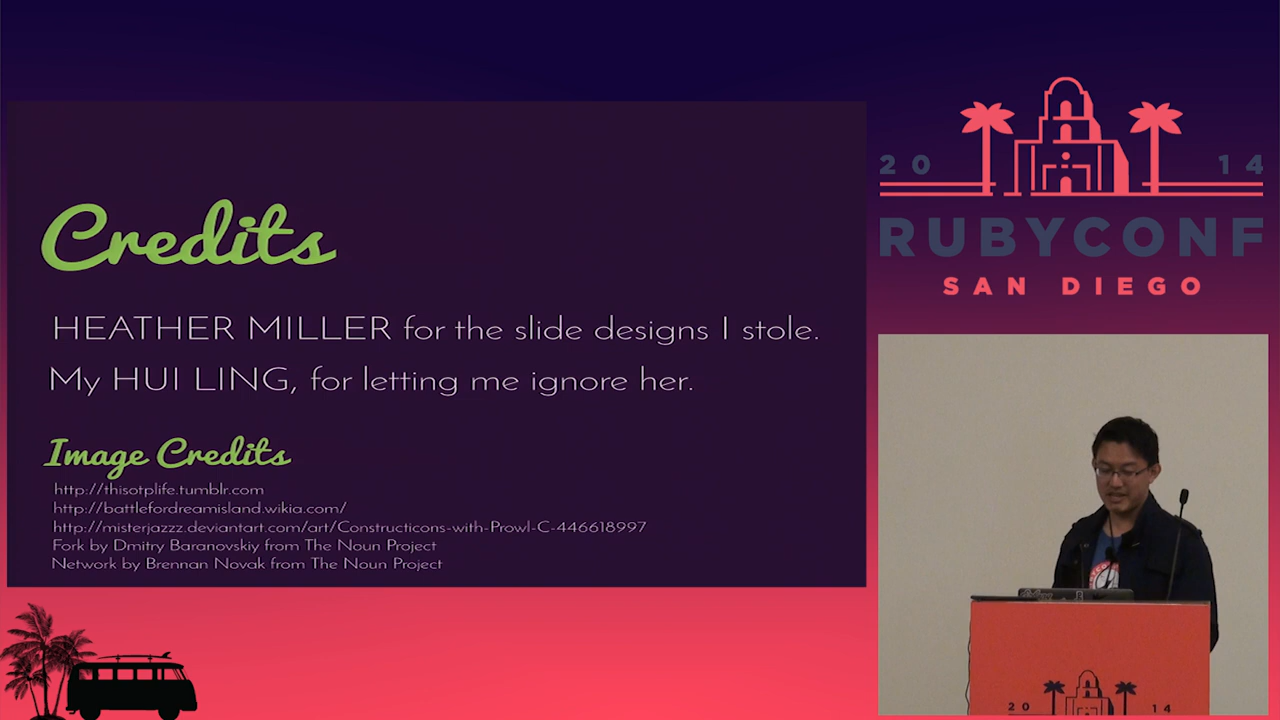 Credits
HEATHER MILLER for the slide designs I stole.
My HUI LING, for letting me ignore her.
Image Credits
http://thisotplife.tumblr.com
http://battlefordreamisland.wikia.com/
http://misterjazzz.deviantart.com/art/Constructicons-with-Prowl-C-446618997
Fork by Dmitry Baranovskiy from The Noun Project
Network by Brennan Novak from The Noun Project
20 14
RUBYCONF
SAN DIEGO
20 14